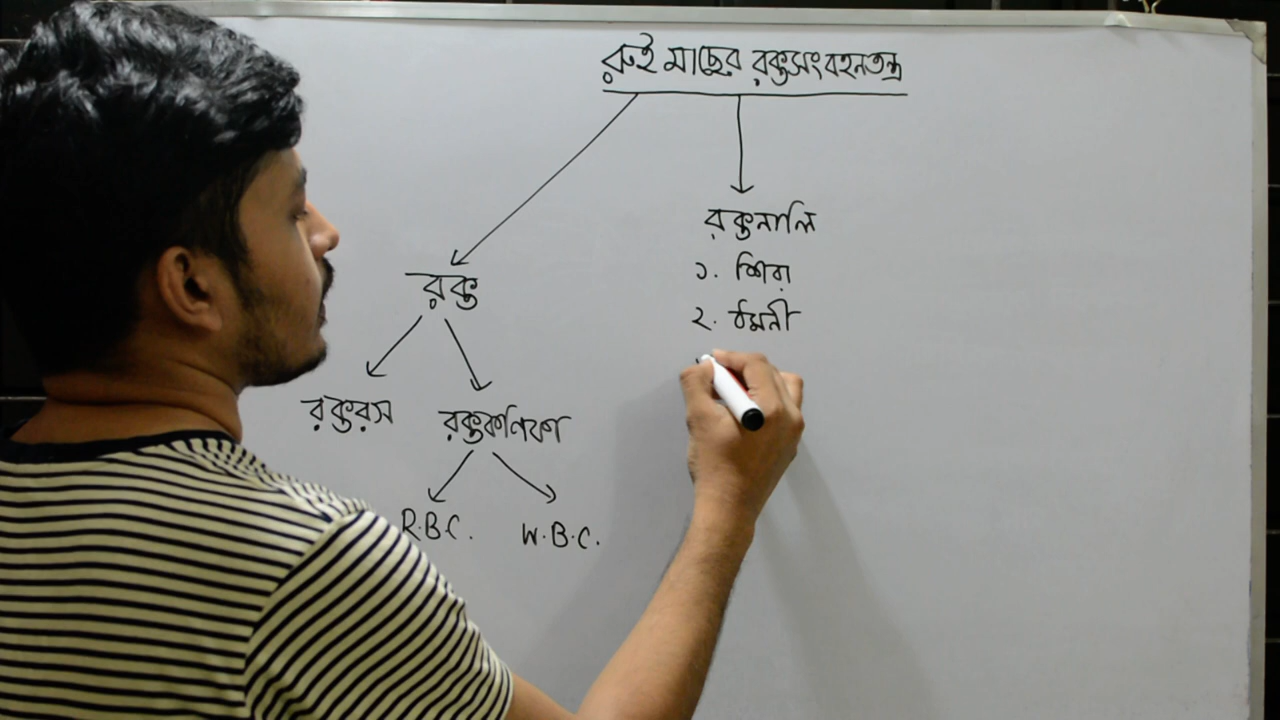 রুই মাছের রক্তসংবহনতন্ত্র
রক্তনালি
১. শিরা
২. ধমনী
রক্ত
রক্তরস
রক্তকণিকা
R.B.C.
W.B.C.